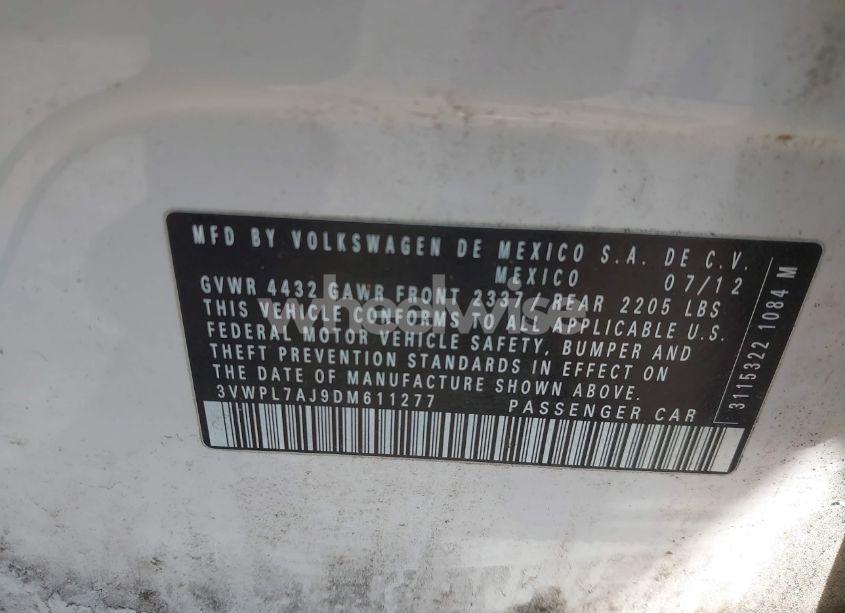 MFD BY VOLKSWAGEN DE MEXICO S.A. DE C.V.
MEXICO 07/12
GVWR 4432 GAWR FRONT 2337 REAR 2205 LBS
THIS VEHICLE CONFORMS TO ALL APPLICABLE U.S.
FEDERAL MOTOR VEHICLE SAFETY, BUMPER AND
THEFT PREVENTION STANDARDS IN EFFECT ON
THE DATE OF MANUFACTURE SHOWN ABOVE.
3VWPL7AJ9DM611277 PASSENGER CAR
3115322 1084 M
wheelwise